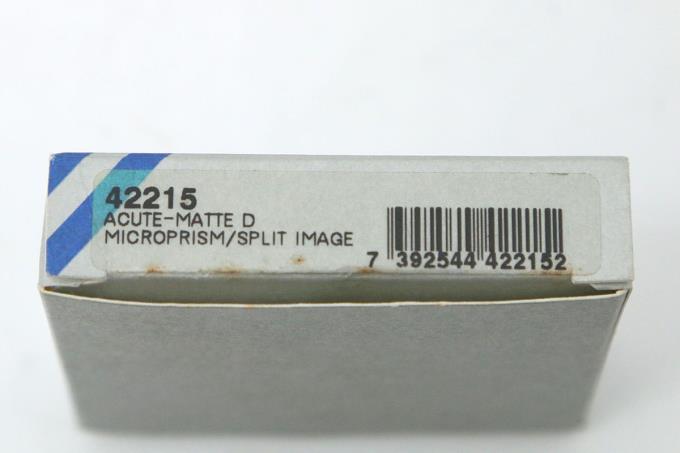 42215
ACUTE-MATTE D
MICROPRISM/SPLIT IMAGE
7 392544 422152